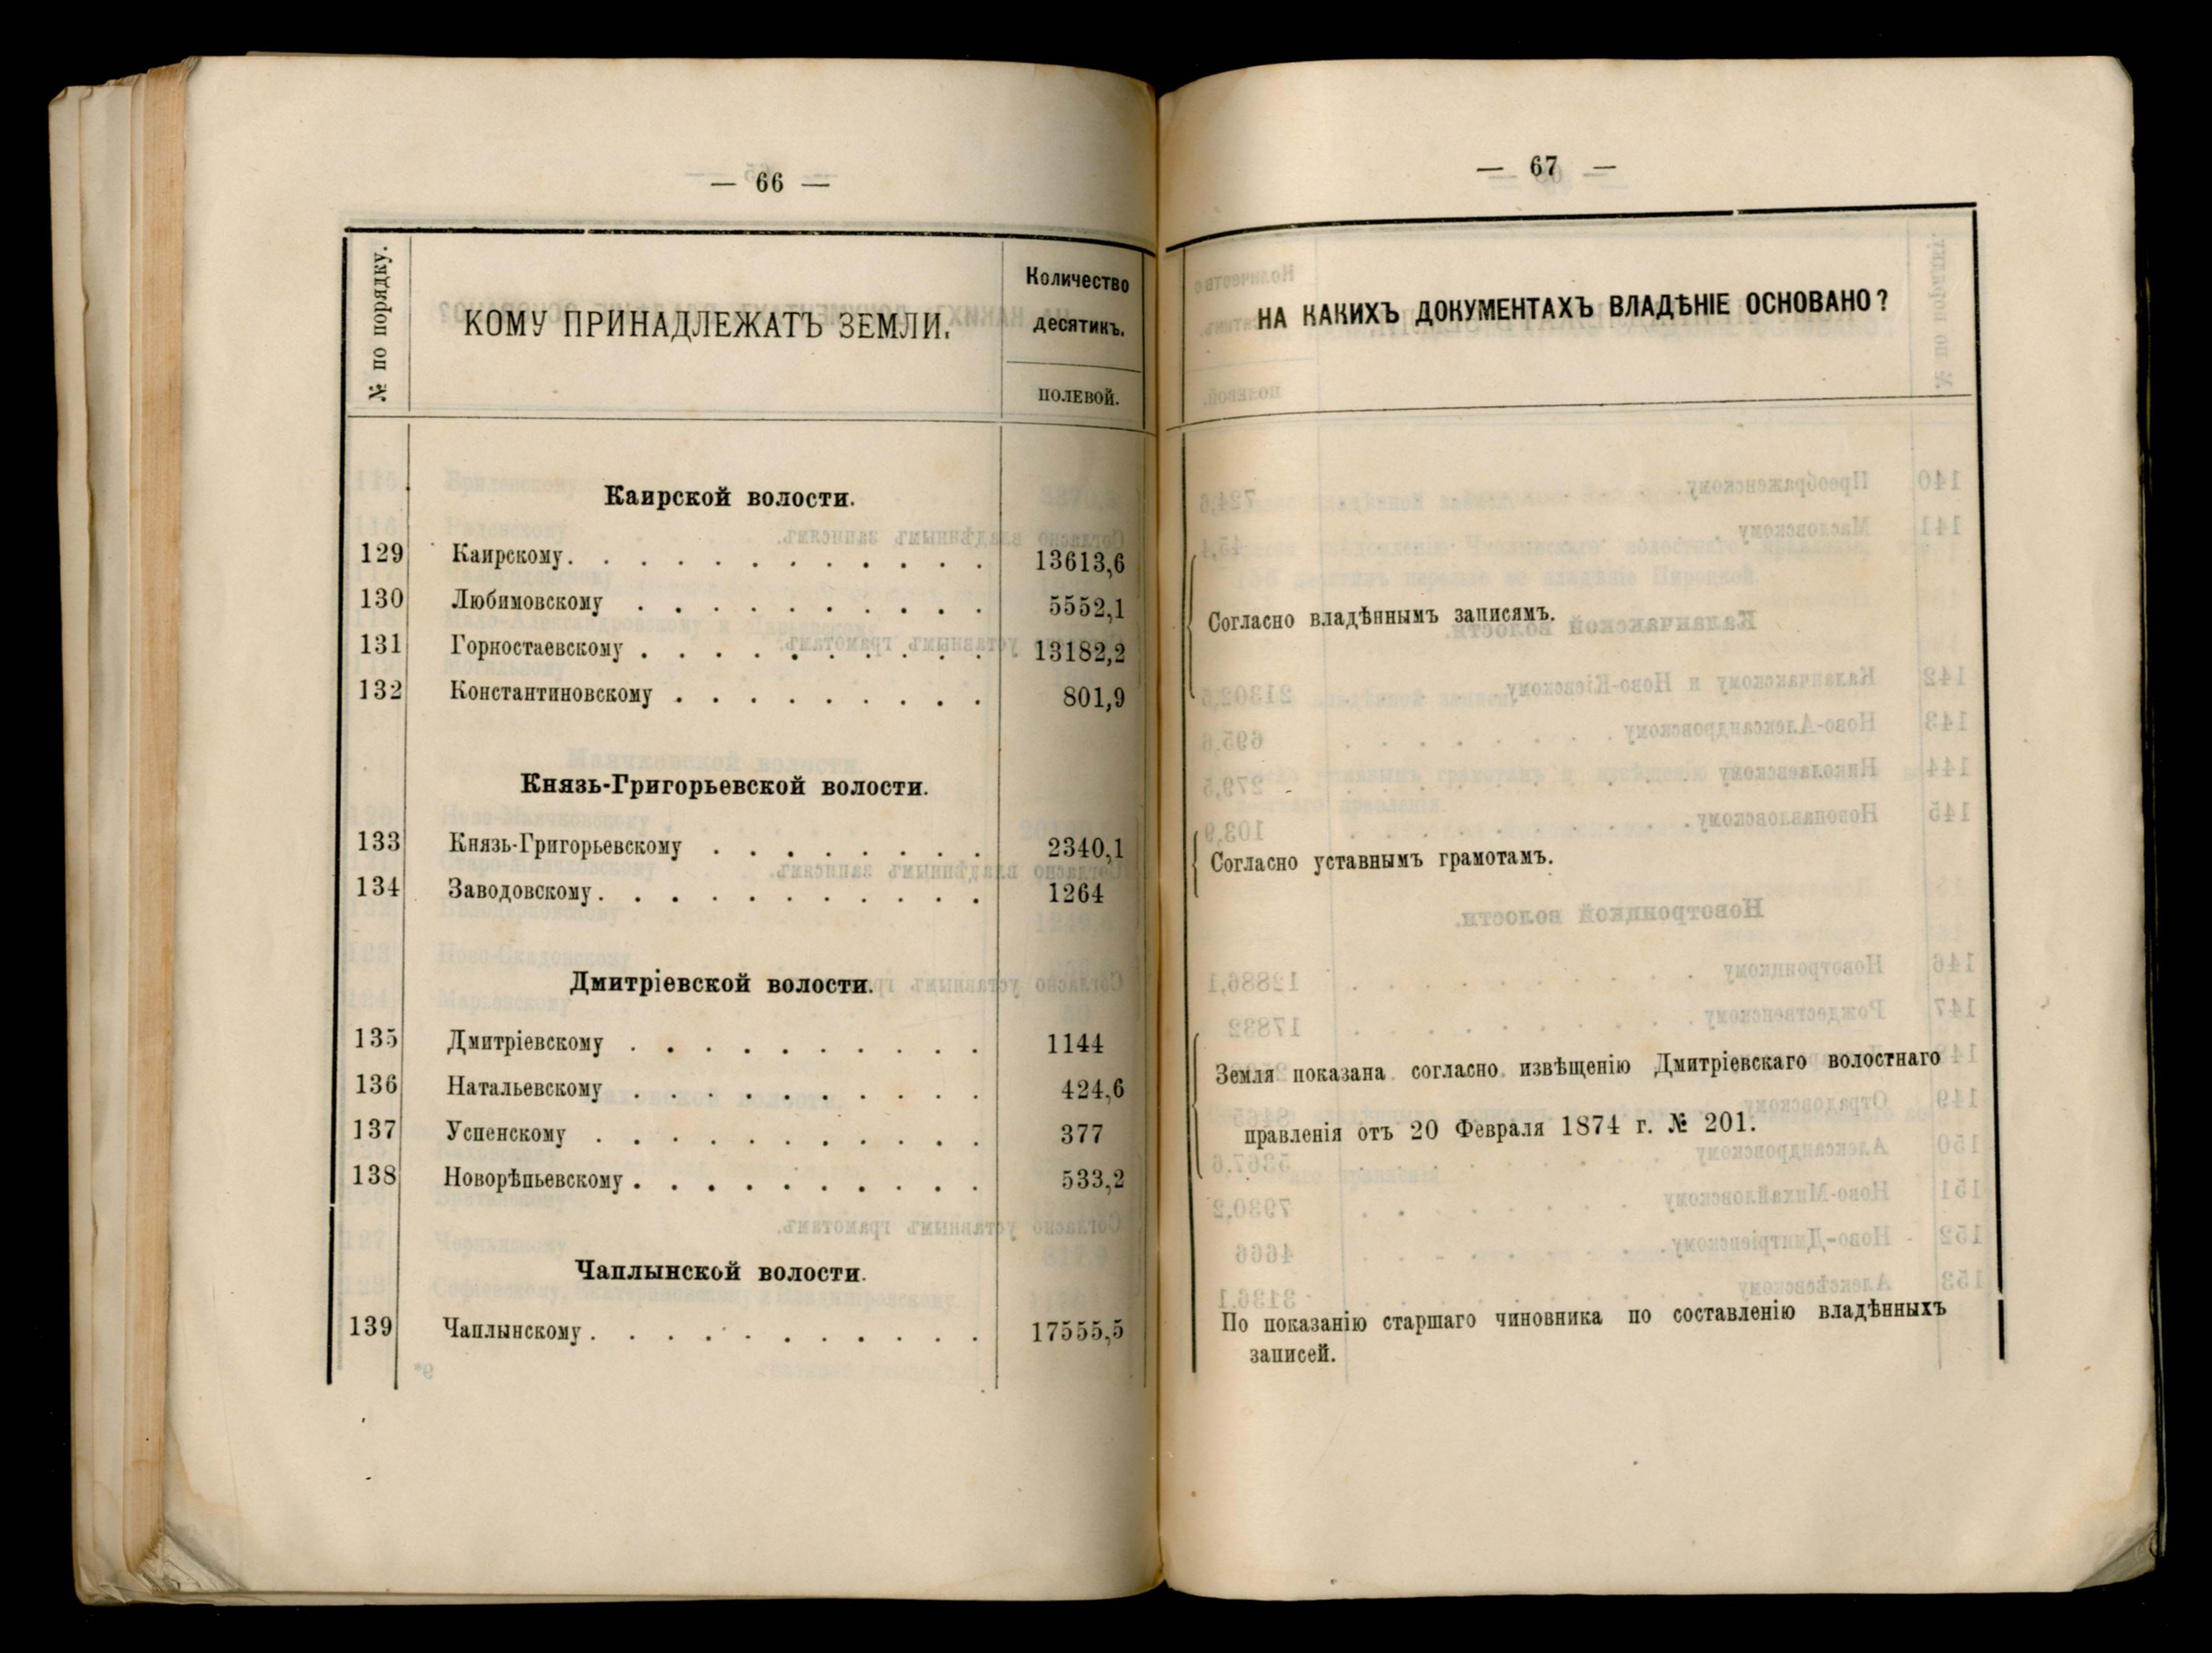 — 66 —
№ по порядку.
КОМУ ПРИНАДЛЕЖАТЪ ЗЕМЛИ.
Количество
десятинъ.
полевой.
Каирской волости.
129 Каирскому. . . . . . . . . . . . 13613,6
130 Любимовскому . . . . . . . . . . 5552,1
131 Горностаевскому . . . . . . . . . . 13182,2
132 Константиновскому . . . . . . . . . 801,9
Князь-Григорьевской волости.
133 Князь-Григорьевскому . . . . . . . . 2340,1
134 Заводовскому. . . . . . . . . . . 1264
Дмитріевской волости.
135 Дмитріевскому . . . . . . . . . . 1144
136 Натальевскому . . . . . . . . . . 424,6
137 Успенскому . . . . . . . . . . . 377
138 Новорѣпьевскому . . . . . . . . . . 533,2
Чаплынской волости.
139 Чаплынскому . . . . . . . . . . . 17555,5
— 67 —
НА КАКИХЪ ДОКУМЕНТАХЪ ВЛАДѢНІЕ ОСНОВАНО?
Согласно владѣннымъ записямъ.
Согласно уставнымъ грамотамъ.
Земля показана согласно извѣщенію Дмитріевскаго волостнаго
правленія отъ 20 Февраля 1874 г. № 201.
По показанію старшаго чиновника по составленію владѣнныхъ
записей.